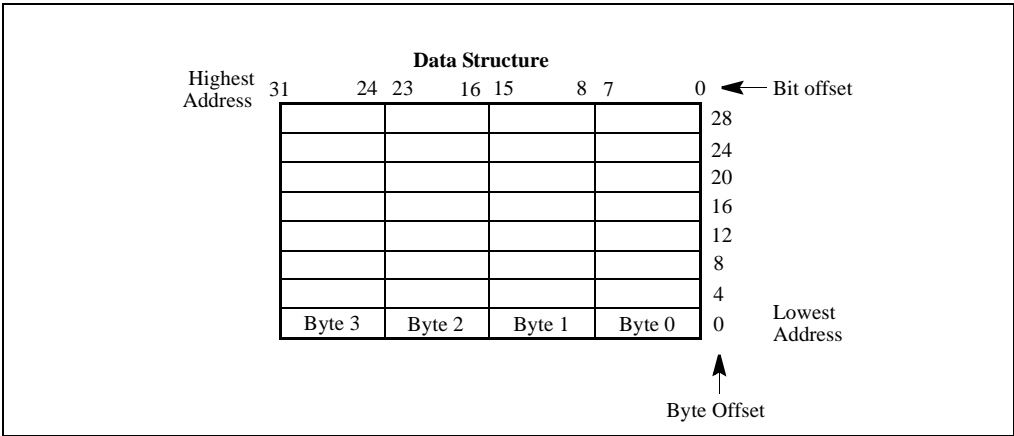 Data Structure
Highest
Address
31 24 23 16 15 8 7 0
Bit offset
28
24
20
16
12
8
4
Byte 3 Byte 2 Byte 1 Byte 0 0
Lowest
Address
Byte Offset